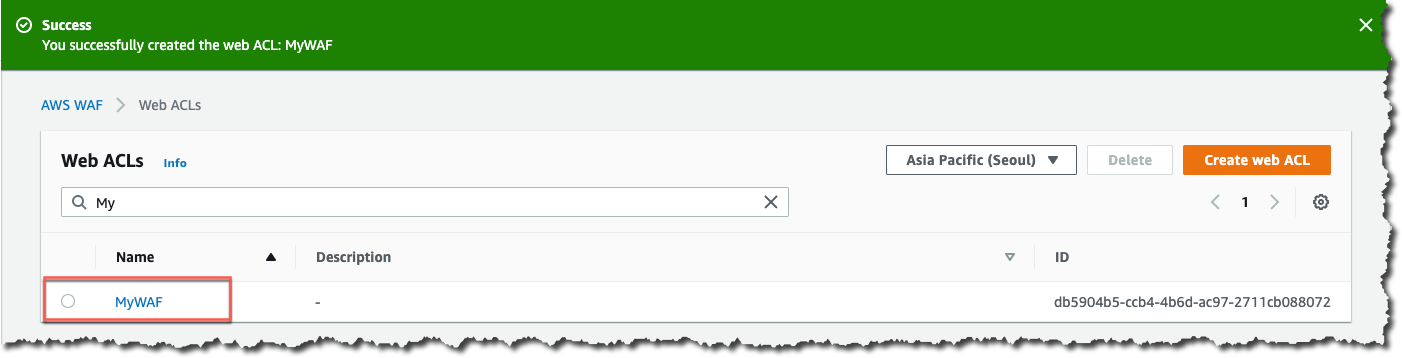 Success
You successfully created the web ACL: MyWAF
AWS WAF > Web ACLs
Web ACLs Info
Asia Pacific (Seoul) Delete Create web ACL
My
1
Name Description ID
MyWAF - db5904b5-ccb4-4b6d-ac97-2711cb088072